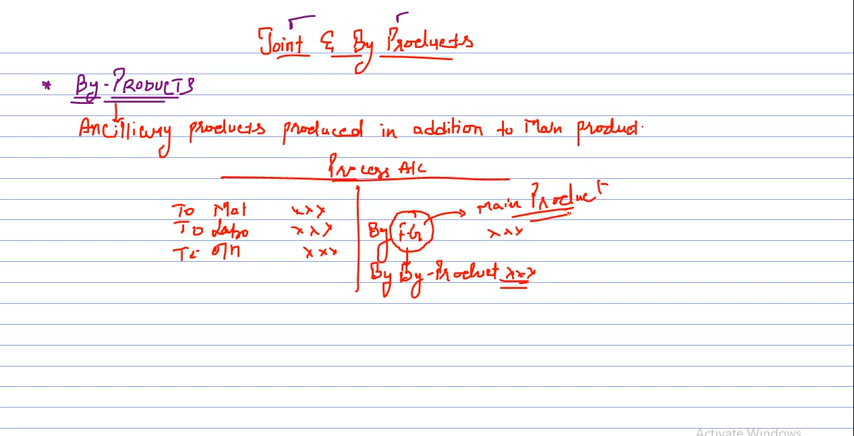 Joint & By Products
* By-PRODUCTS
Ancilliary products produced in addition to Main product.
Process A/c
To Mat xxx
To Labo xxx
To O/H xxx
By FG → Main Product
xxx
By By-Product xxx
Activate Windows